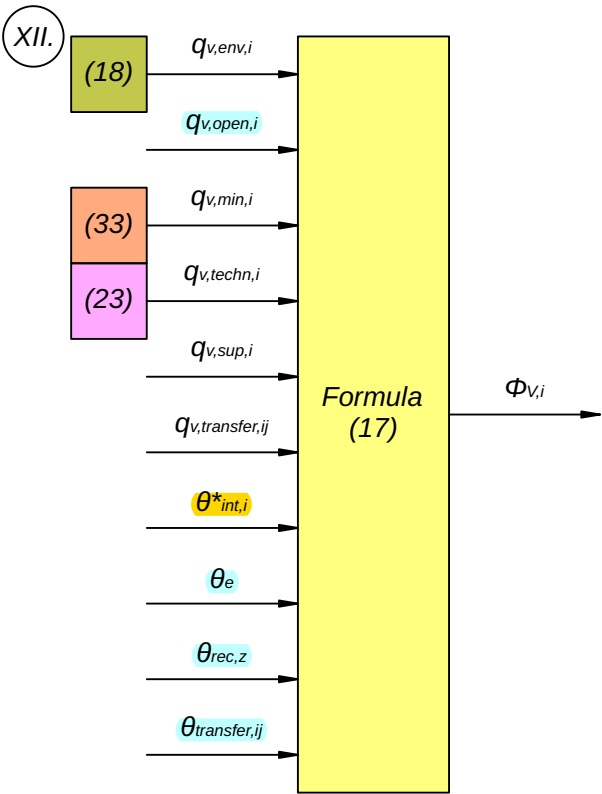 XII.
(18)
qv,env,i
qv,open,i
(33)
qv,min,i
(23)
qv,techn,i
qv,sup,i
Formula
(17)
ΦV,i
qv,transfer,ij
θ*int,i
θe
θrec,z
θtransfer,ij